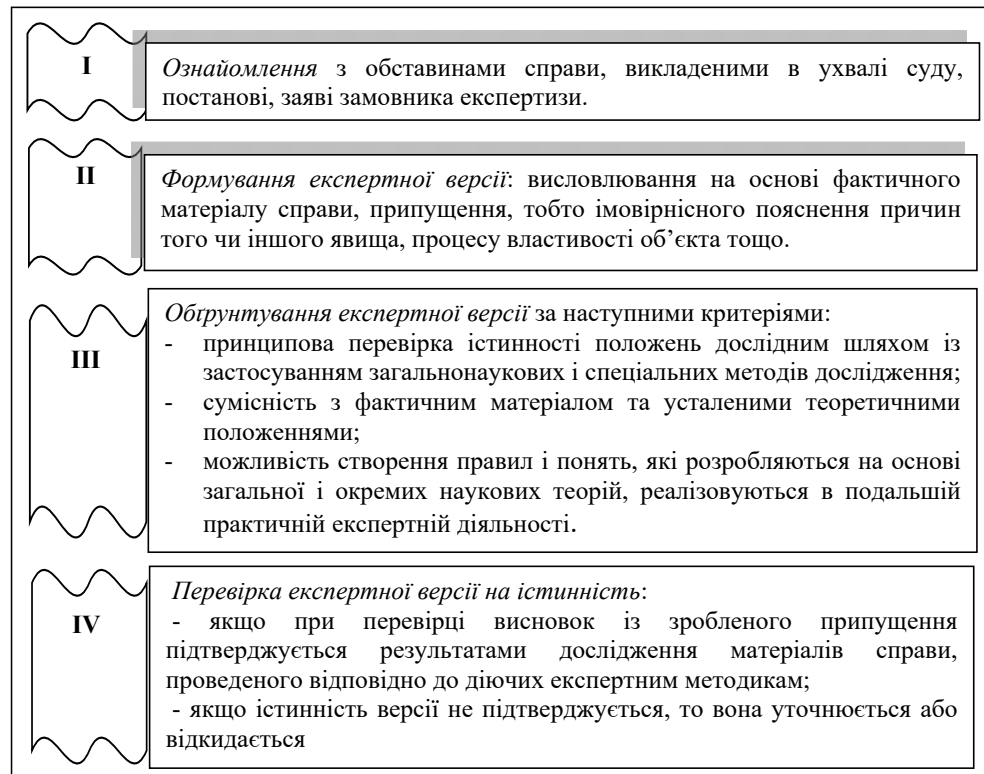 I
Ознайомлення з обставинами справи, викладеними в ухвалі суду,
постанові, заяві замовника експертизи.
II
Формування експертної версії: висловлювання на основі фактичного
матеріалу справи, припущення, тобто імовірнісного пояснення причин
того чи іншого явища, процесу властивості об’єкта тощо.
III
Обґрунтування експертної версії за наступними критеріями:
- принципова перевірка істинності положень дослідним шляхом із
застосуванням загальнонаукових і спеціальних методів дослідження;
- сумісність з фактичним матеріалом та усталеними теоретичними
положеннями;
- можливість створення правил і понять, які розробляються на основі
загальної і окремих наукових теорій, реалізовуються в подальшій
практичній експертній діяльності.
IV
Перевірка експертної версії на істинність:
- якщо при перевірці висновок із зробленого припущення
підтверджується результатами дослідження матеріалів справи,
проведеного відповідно до діючих експертним методикам;
- якщо істинність версії не підтверджується, то вона уточнюється або
відкидається